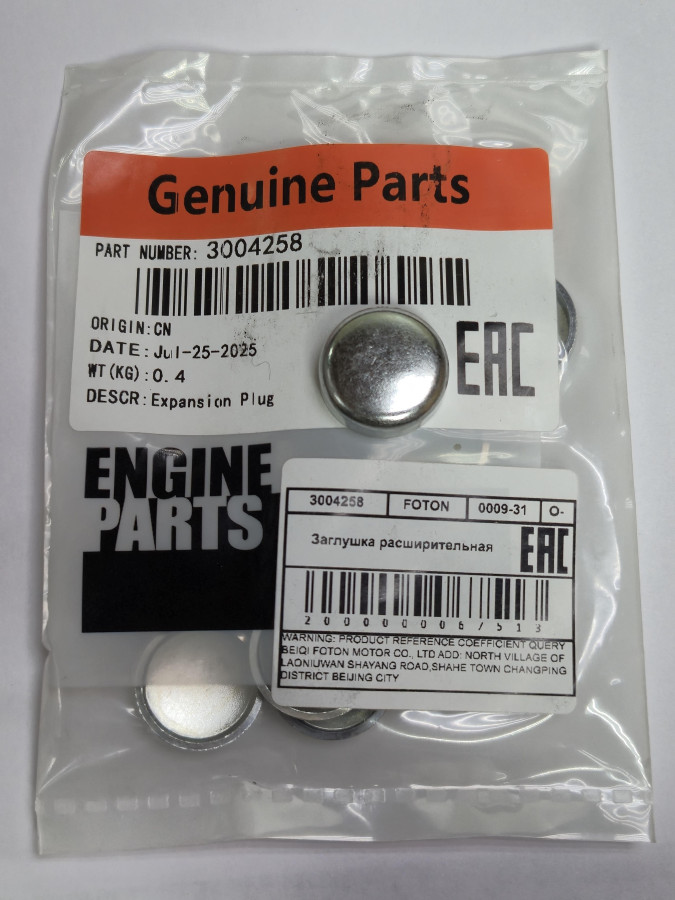 Genuine Parts
PART NUMBER: 3004258
ORIGIN:CN
DATE:Jul-25-2025
WT(KG):0.4
DESCR:Expansion Plug
EAC
ENGINE
PARTS
3004258 FOTON 0009-31 O-
Заглушка расширительная EAC
2000000067513
WARNING: PRODUCT REFERENCE COEFFICIENT QUERY
BEIQI FOTON MOTOR CO., LTD ADD: NORTH VILLAGE OF
LAONIUWAN SHAYANG ROAD,SHAHE TOWN CHANGPING
DISTRICT BEIJING CITY